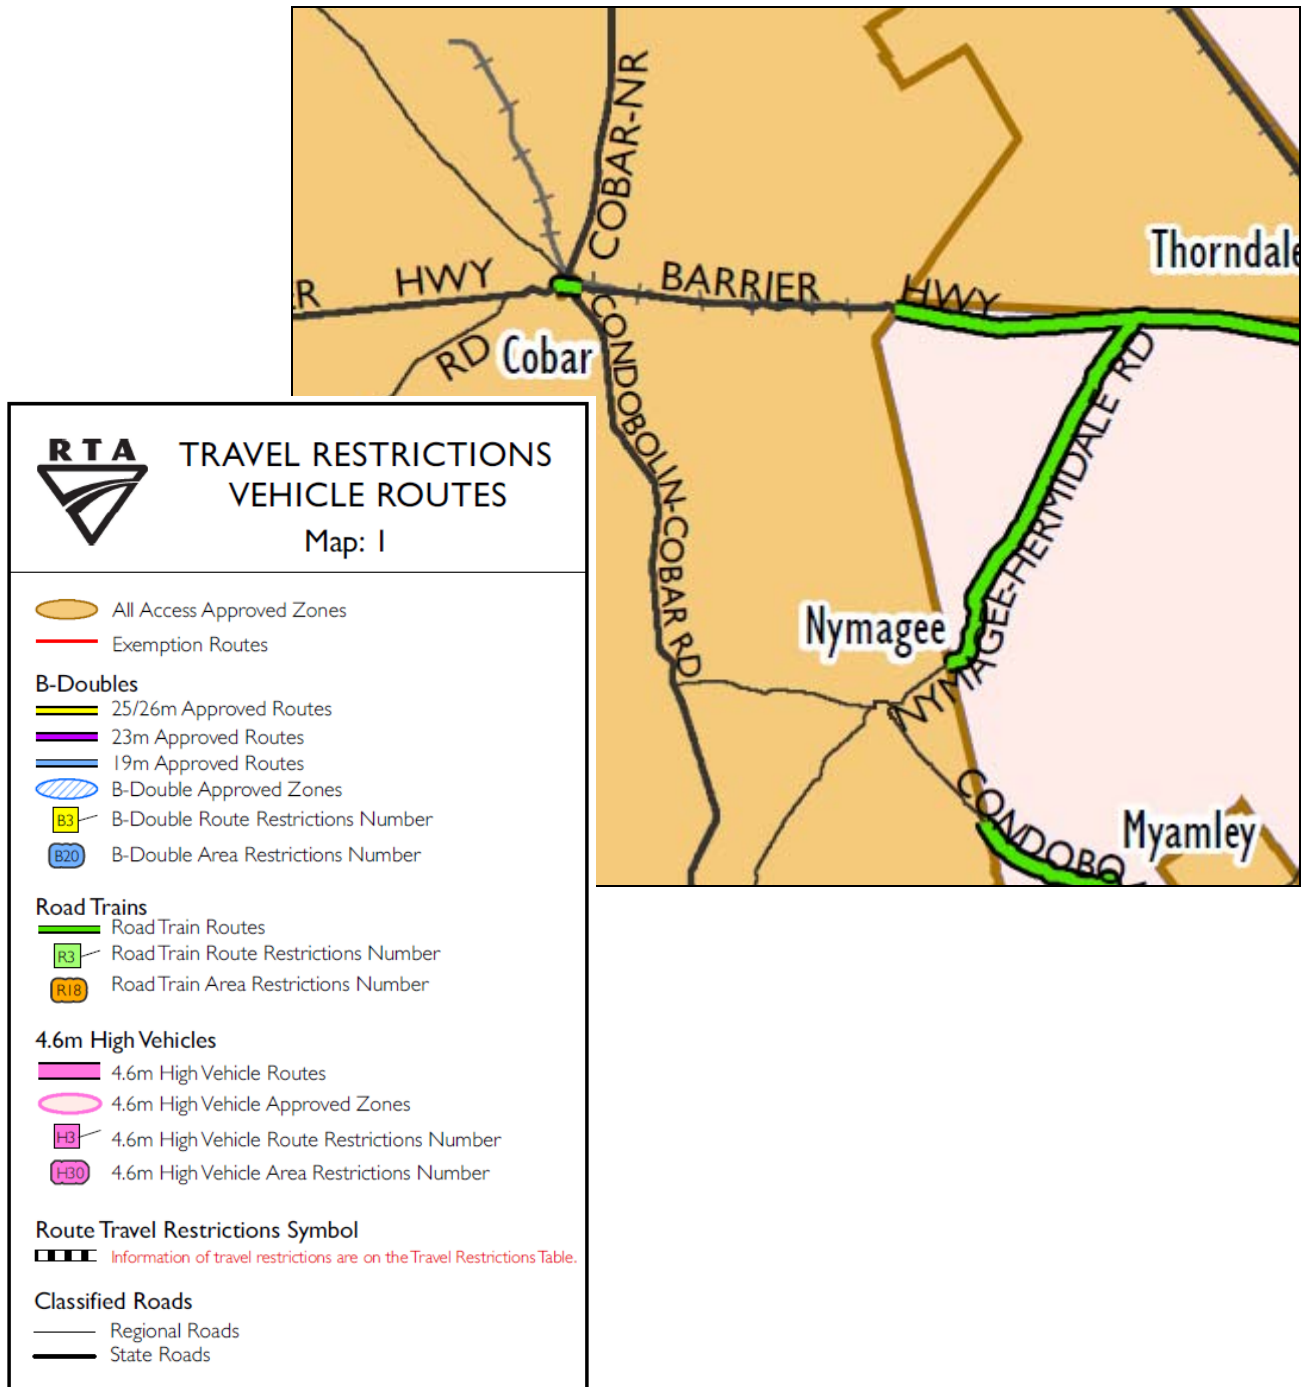 COBAR-NR
Thorndale
HWY
BARRIER
HWY
RD
Cobar
CONDOBOLIN-COBAR RD
NYMAGEE-HERMIDALE RD
Nymagee
Myamley
RTA
TRAVEL RESTRICTIONS
VEHICLE ROUTES
Map: 1
All Access Approved Zones
Exemption Routes
B-Doubles
25/26m Approved Routes
23m Approved Routes
19m Approved Routes
B-Double Approved Zones
B3 B-Double Route Restrictions Number
B20 B-Double Area Restrictions Number
Road Trains
Road Train Routes
R3 Road Train Route Restrictions Number
R18 Road Train Area Restrictions Number
4.6m High Vehicles
4.6m High Vehicle Routes
4.6m High Vehicle Approved Zones
H3 4.6m High Vehicle Route Restrictions Number
H30 4.6m High Vehicle Area Restrictions Number
Route Travel Restrictions Symbol
Information of travel restrictions are on the Travel Restrictions Table.
Classified Roads
Regional Roads
State Roads